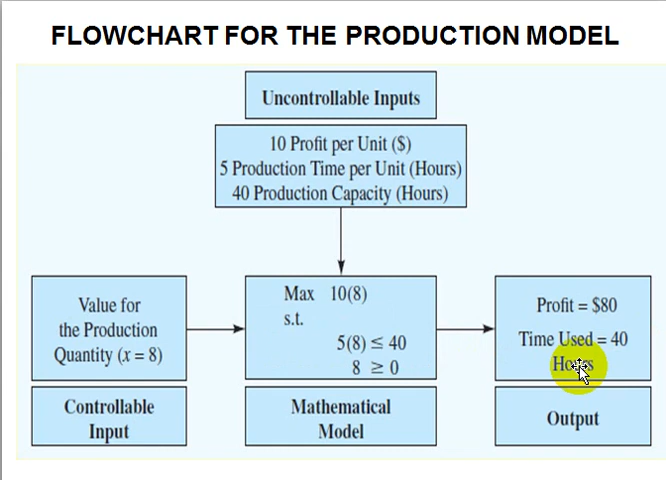 FLOWCHART FOR THE PRODUCTION MODEL
Uncontrollable Inputs
10 Profit per Unit ($)
5 Production Time per Unit (Hours)
40 Production Capacity (Hours)
Value for
the Production
Quantity (x = 8)
Controllable
Input
Max 10(8)
s.t.
5(8) ≤ 40
8 ≥ 0
Mathematical
Model
Profit = $80
Time Used = 40
Hours
Output